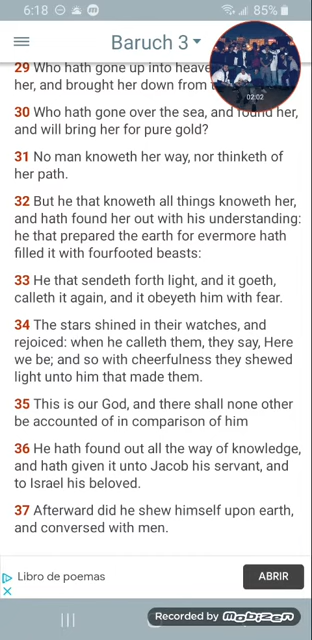 6:18
85%
Baruch 3
02:02
29 Who hath gone up into heave
her, and brought her down from t
30 Who hath gone over the sea, and found her,
and will bring her for pure gold?
31 No man knoweth her way, nor thinketh of
her path.
32 But he that knoweth all things knoweth her,
and hath found her out with his understanding:
he that prepared the earth for evermore hath
filled it with fourfooted beasts:
33 He that sendeth forth light, and it goeth,
calleth it again, and it obeyeth him with fear.
34 The stars shined in their watches, and
rejoiced: when he calleth them, they say, Here
we be; and so with cheerfulness they shewed
light unto him that made them.
35 This is our God, and there shall none other
be accounted of in comparison of him
36 He hath found out all the way of knowledge,
and hath given it unto Jacob his servant, and
to Israel his beloved.
37 Afterward did he shew himself upon earth,
and conversed with men.
Libro de poemas
ABRIR
Recorded by mobizen